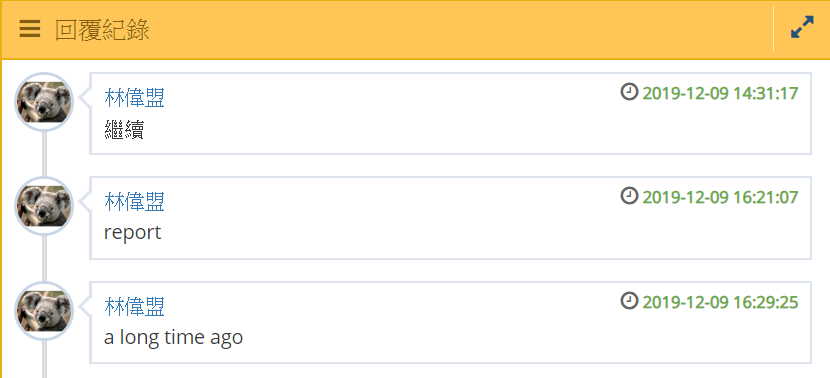 回覆紀錄
林偉盟 2019-12-09 14:31:17
繼續
林偉盟 2019-12-09 16:21:07
report
林偉盟 2019-12-09 16:29:25
a long time ago